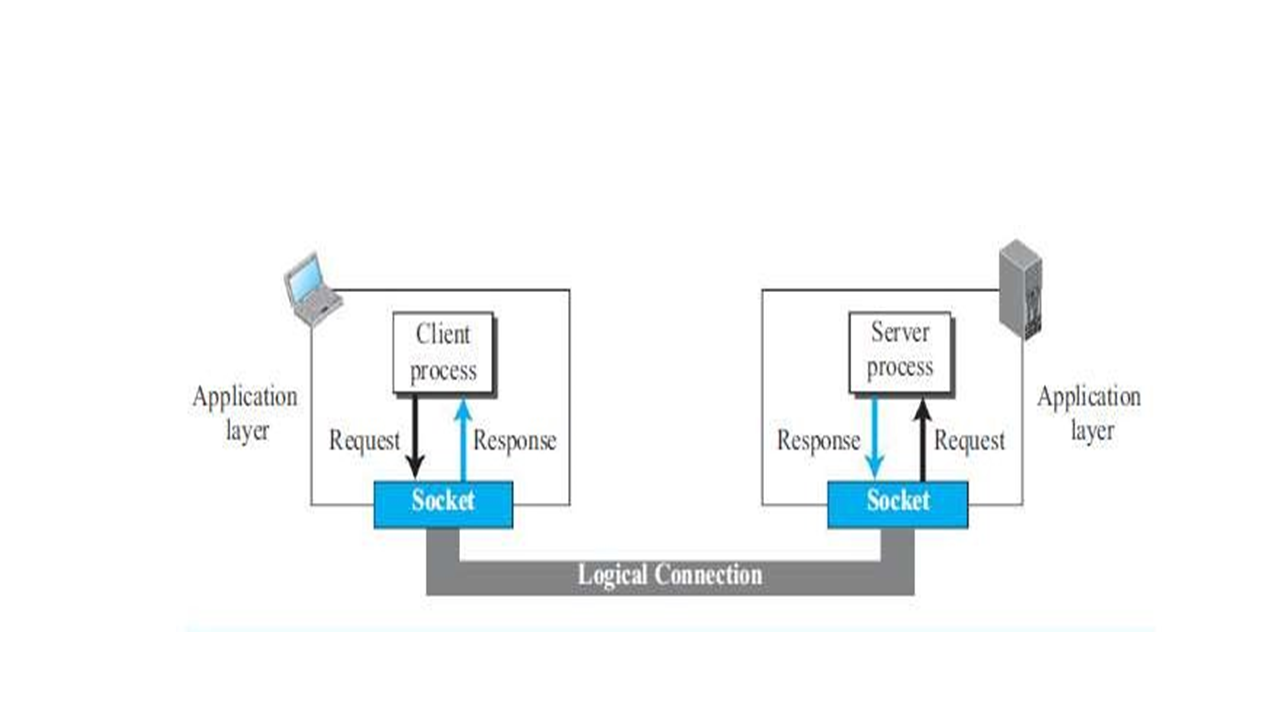 Client
process
Server
process
Application
layer
Application
layer
Request
Response
Response
Request
Socket
Socket
Logical Connection